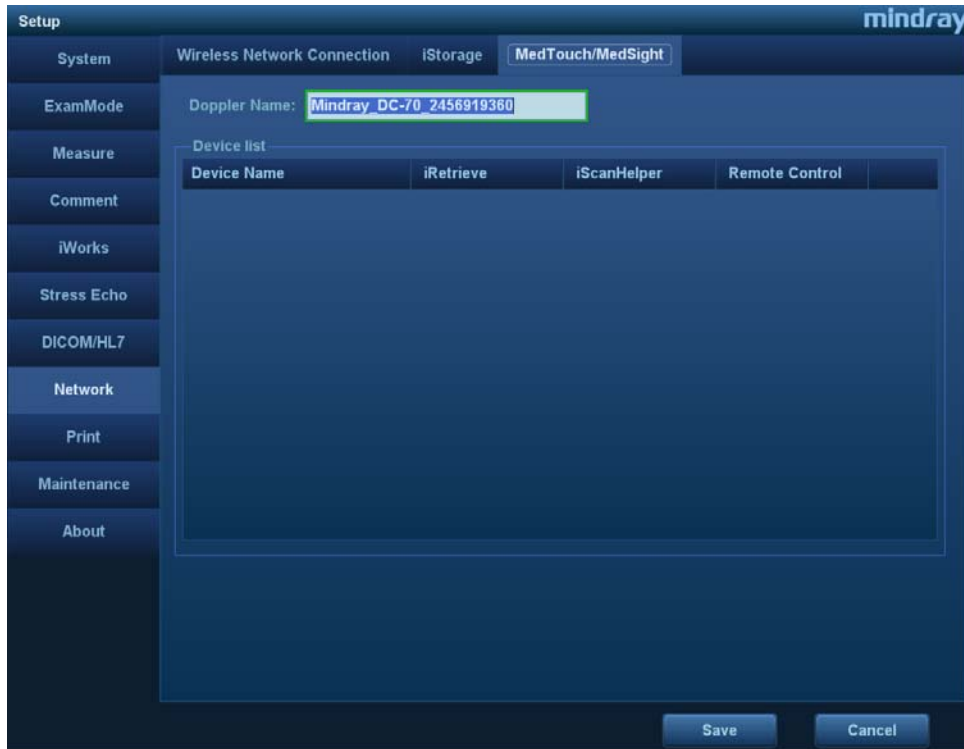 Setup
mindray
System
ExamMode
Measure
Comment
iWorks
Stress Echo
DICOM/HL7
Network
Print
Maintenance
About
Wireless Network Connection iStorage MedTouch/MedSight
Doppler Name: Mindray_DC-70_2456919360
Device list
Device Name iRetrieve iScanHelper Remote Control
Save Cancel